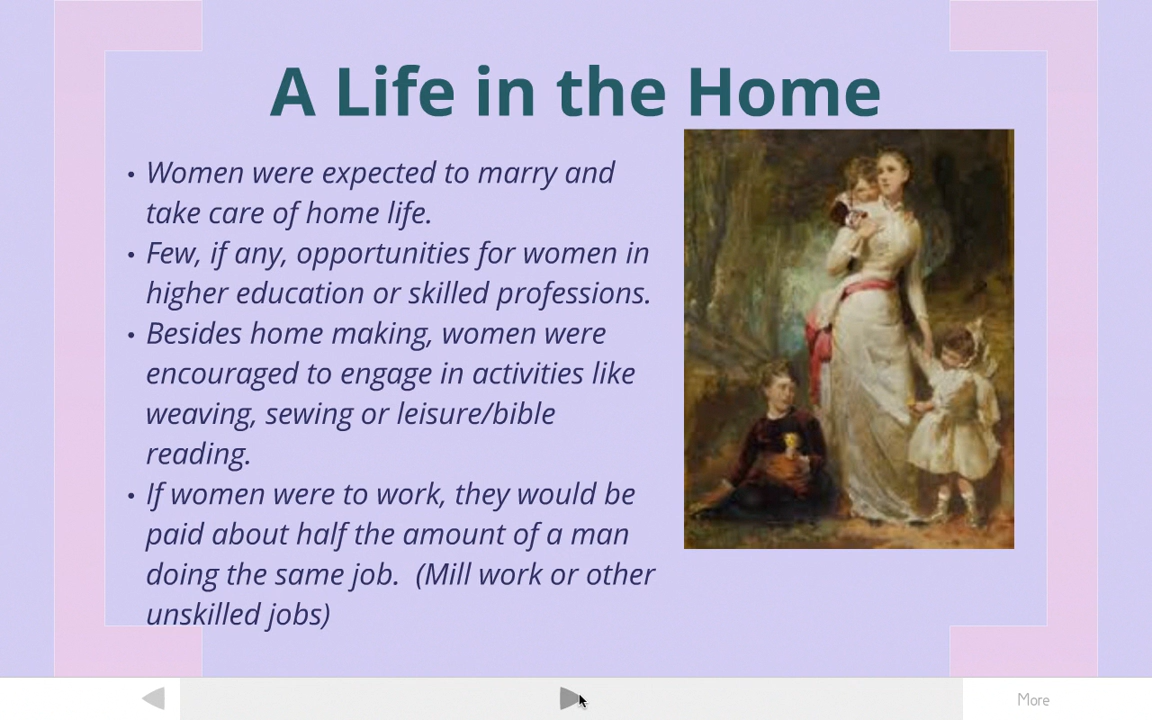 A Life in the Home
• Women were expected to marry and
take care of home life.
• Few, if any, opportunities for women in
higher education or skilled professions.
• Besides home making, women were
encouraged to engage in activities like
weaving, sewing or leisure/bible
reading.
• If women were to work, they would be
paid about half the amount of a man
doing the same job.  (Mill work or other
unskilled jobs)
More